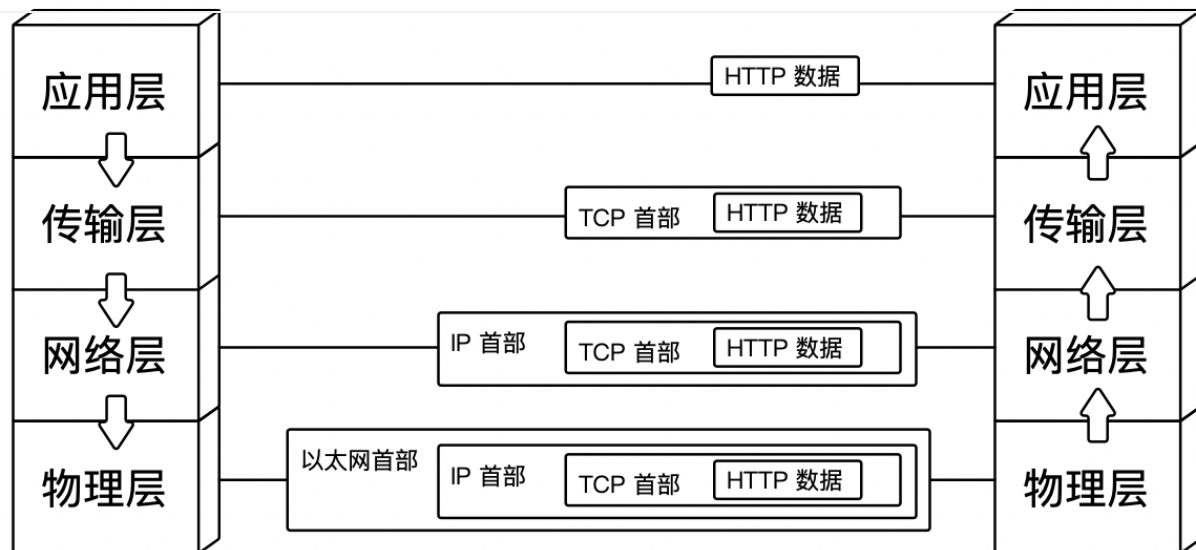 应用层
HTTP 数据
应用层
传输层
TCP 首部
HTTP 数据
传输层
网络层
IP 首部
TCP 首部
HTTP 数据
网络层
物理层
以太网首部
IP 首部
TCP 首部
HTTP 数据
物理层